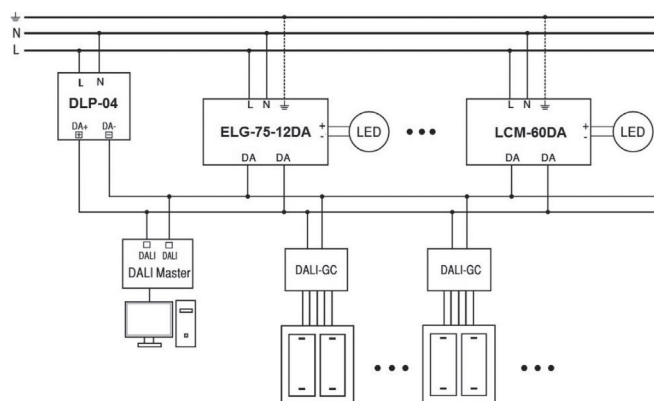 N
L
L N
DLP-04
DA+ DA-
L N
ELG-75-12DA
+
-
LED
DA DA
L N
LCM-60DA
+
-
LED
DA DA
DALI DALI
DALI Master
DALI-GC
DALI-GC